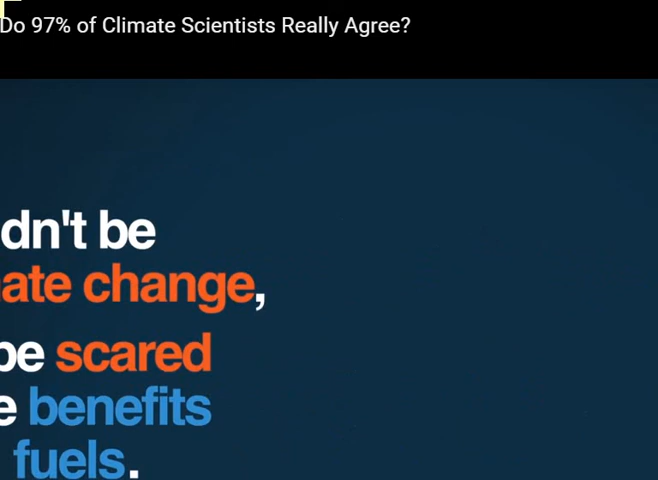 Do 97% of Climate Scientists Really Agree?
dn't be
ate change,
be scared
e benefits
fuels.